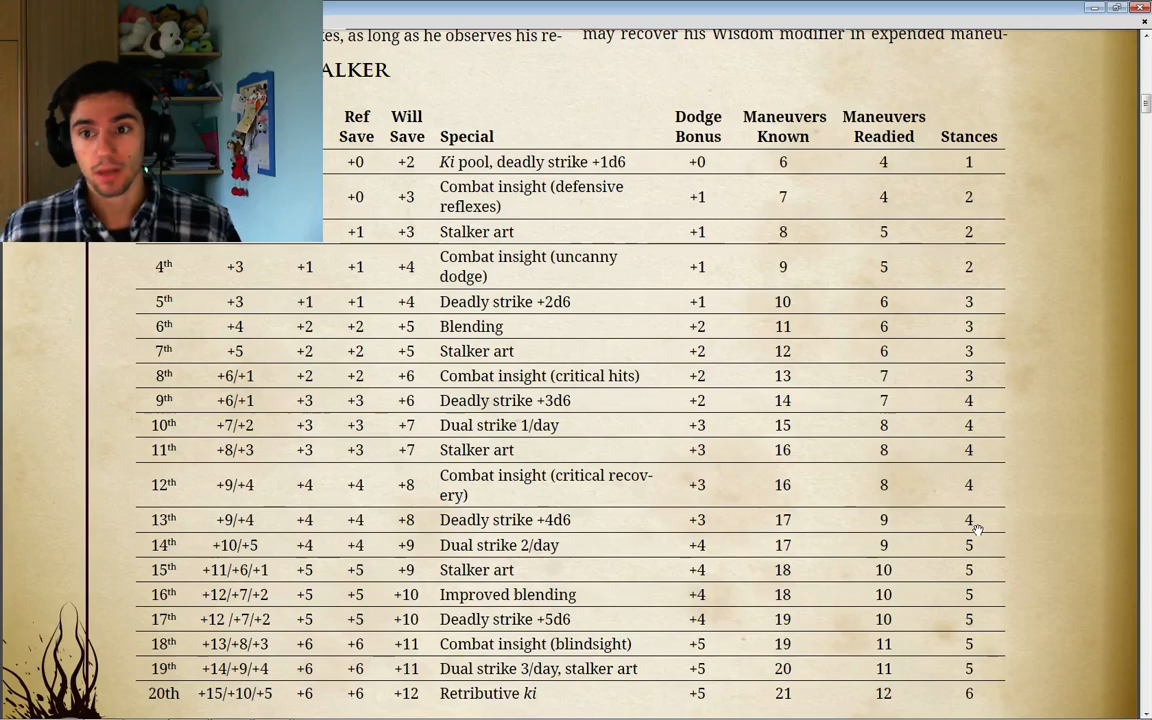 es, as long as he observes his re-
may recover his Wisdom modifier in expended maneu-
ALKER
Ref Save Will Save Special Dodge Bonus Maneuvers Known Maneuvers Readied Stances
+0 +2 Ki pool, deadly strike +1d6 +0 6 4 1
+0 +3 Combat insight (defensive reflexes) +1 7 4 2
+1 +3 Stalker art +1 8 5 2
4th +3 +1 +1 +4 Combat insight (uncanny dodge) +1 9 5 2
5th +3 +1 +1 +4 Deadly strike +2d6 +1 10 6 3
6th +4 +2 +2 +5 Blending +2 11 6 3
7th +5 +2 +2 +5 Stalker art +2 12 6 3
8th +6/+1 +2 +2 +6 Combat insight (critical hits) +2 13 7 3
9th +6/+1 +3 +3 +6 Deadly strike +3d6 +2 14 7 4
10th +7/+2 +3 +3 +7 Dual strike 1/day +3 15 8 4
11th +8/+3 +3 +3 +7 Stalker art +3 16 8 4
12th +9/+4 +4 +4 +8 Combat insight (critical recov-ery) +3 16 8 4
13th +9/+4 +4 +4 +8 Deadly strike +4d6 +3 17 9 4
14th +10/+5 +4 +4 +9 Dual strike 2/day +4 17 9 5
15th +11/+6/+1 +5 +5 +9 Stalker art +4 18 10 5
16th +12/+7/+2 +5 +5 +10 Improved blending +4 18 10 5
17th +12 /+7/+2 +5 +5 +10 Deadly strike +5d6 +4 19 10 5
18th +13/+8/+3 +6 +6 +11 Combat insight (blindsight) +5 19 11 5
19th +14/+9/+4 +6 +6 +11 Dual strike 3/day, stalker art +5 20 11 5
20th +15/+10/+5 +6 +6 +12 Retributive ki +5 21 12 6